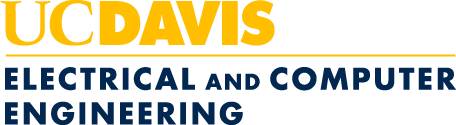 UCDAVIS
ELECTRICAL AND COMPUTER
ENGINEERING